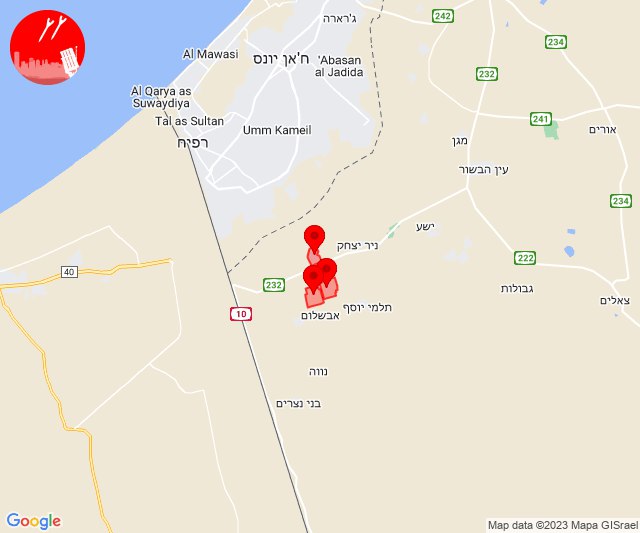 ג'רארה
242
234
Al Mawasi
ח'אן יונס
'Abasan
al Jadida
232
Al Qarya as
Suwaydiya
Tal as Sultan
Umm Kameil
241
אורים
רפיח
מגן
עין הבשור
234
ישע
ניר יצחק
222
40
232
גבולות
צאלים
תלמי יוסף
10
אבשלום
נווה
בני נצרים
Google
Map data ©2023 Mapa GISrael